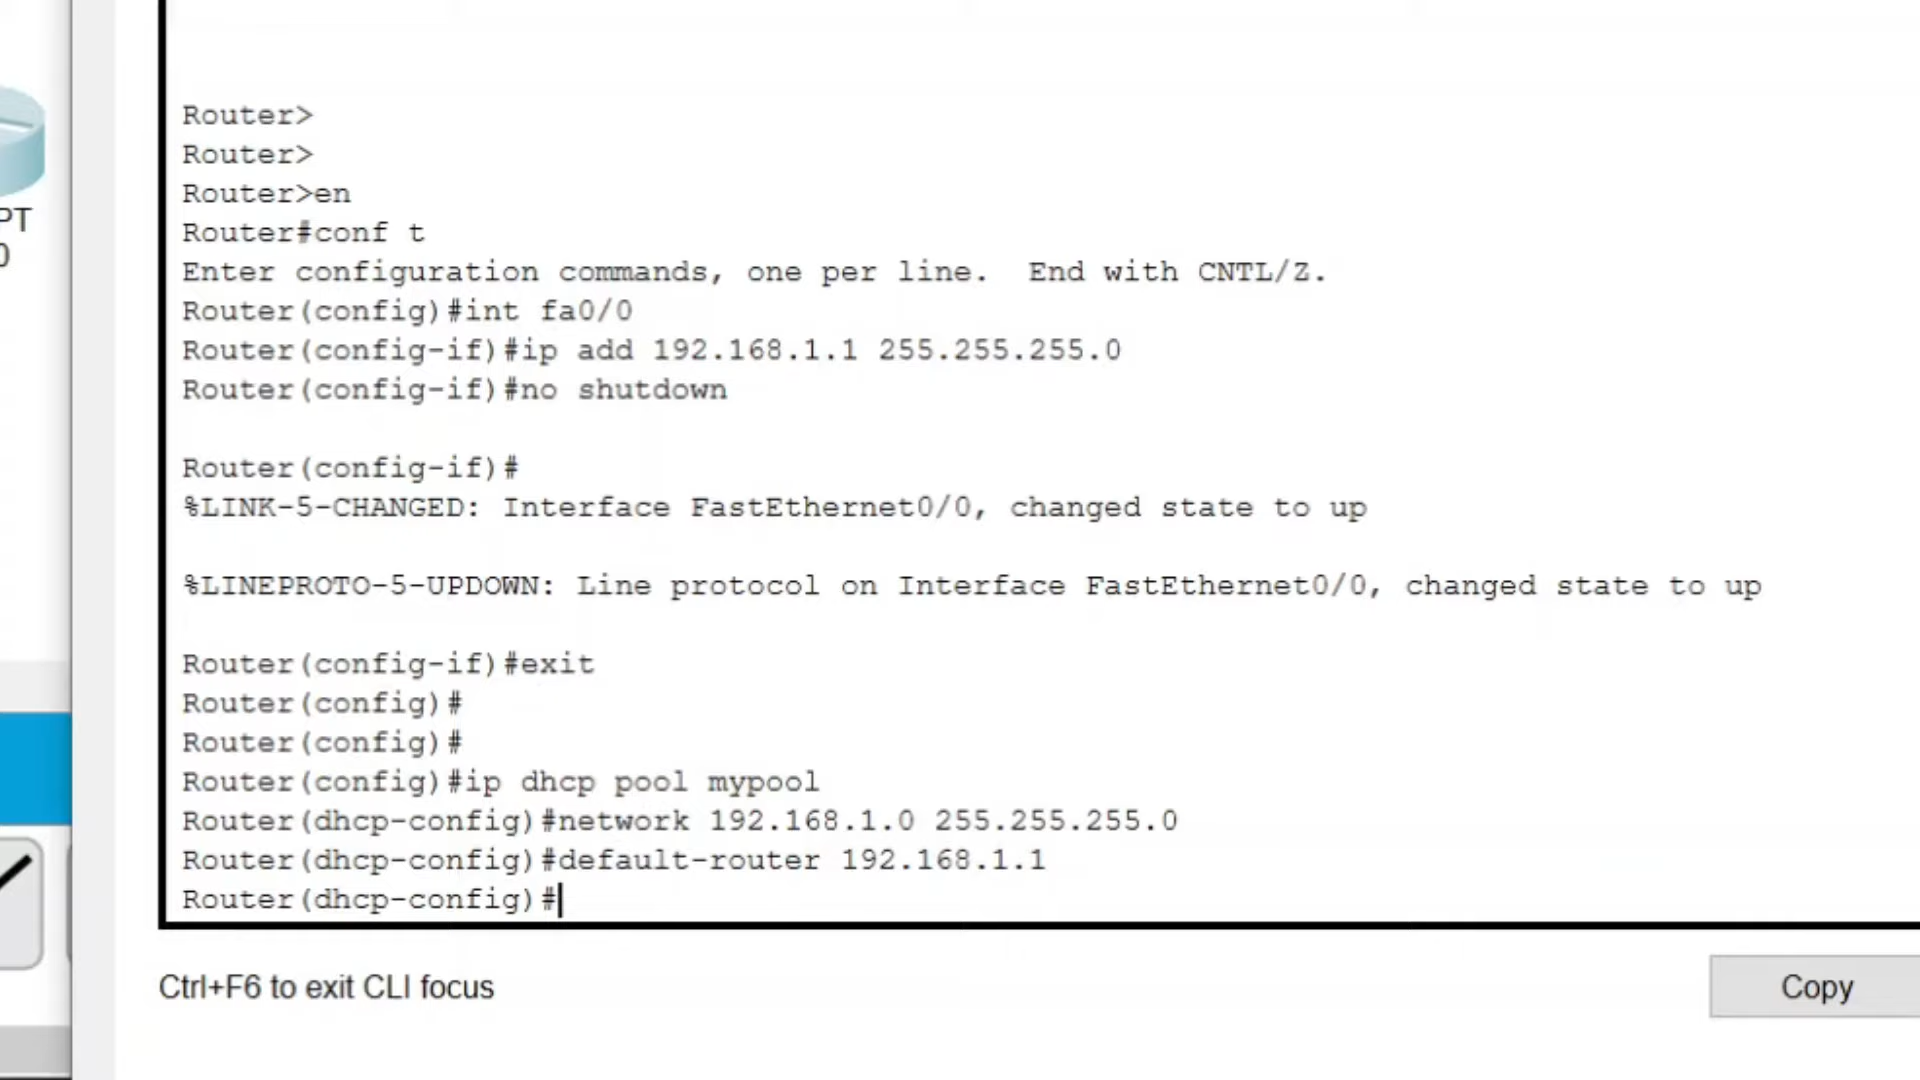 PT
0
Router>
Router>
Router>en
Router#conf t
Enter configuration commands, one per line.  End with CNTL/Z.
Router(config)#int fa0/0
Router(config-if)#ip add 192.168.1.1 255.255.255.0
Router(config-if)#no shutdown
Router(config-if)#
%LINK-5-CHANGED: Interface FastEthernet0/0, changed state to up
%LINEPROTO-5-UPDOWN: Line protocol on Interface FastEthernet0/0, changed state to up
Router(config-if)#exit
Router(config)#
Router(config)#
Router(config)#ip dhcp pool mypool
Router(dhcp-config)#network 192.168.1.0 255.255.255.0
Router(dhcp-config)#default-router 192.168.1.1
Router(dhcp-config)#
Ctrl+F6 to exit CLI focus
Copy